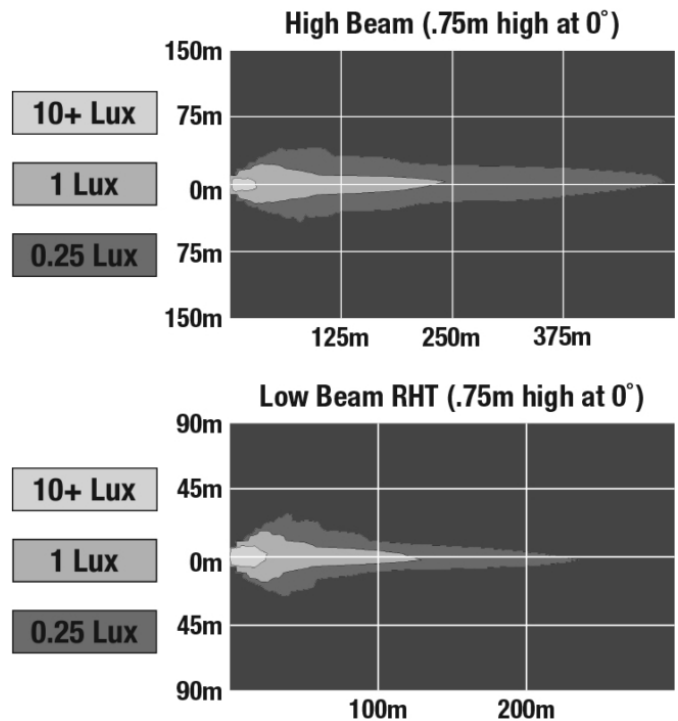 High Beam (.75m high at 0˚)
150m
10+ Lux
75m
1 Lux
0m
0.25 Lux
75m
150m
125m 250m 375m
Low Beam RHT (.75m high at 0˚)
90m
10+ Lux
45m
1 Lux
0m
0.25 Lux
45m
90m
100m 200m